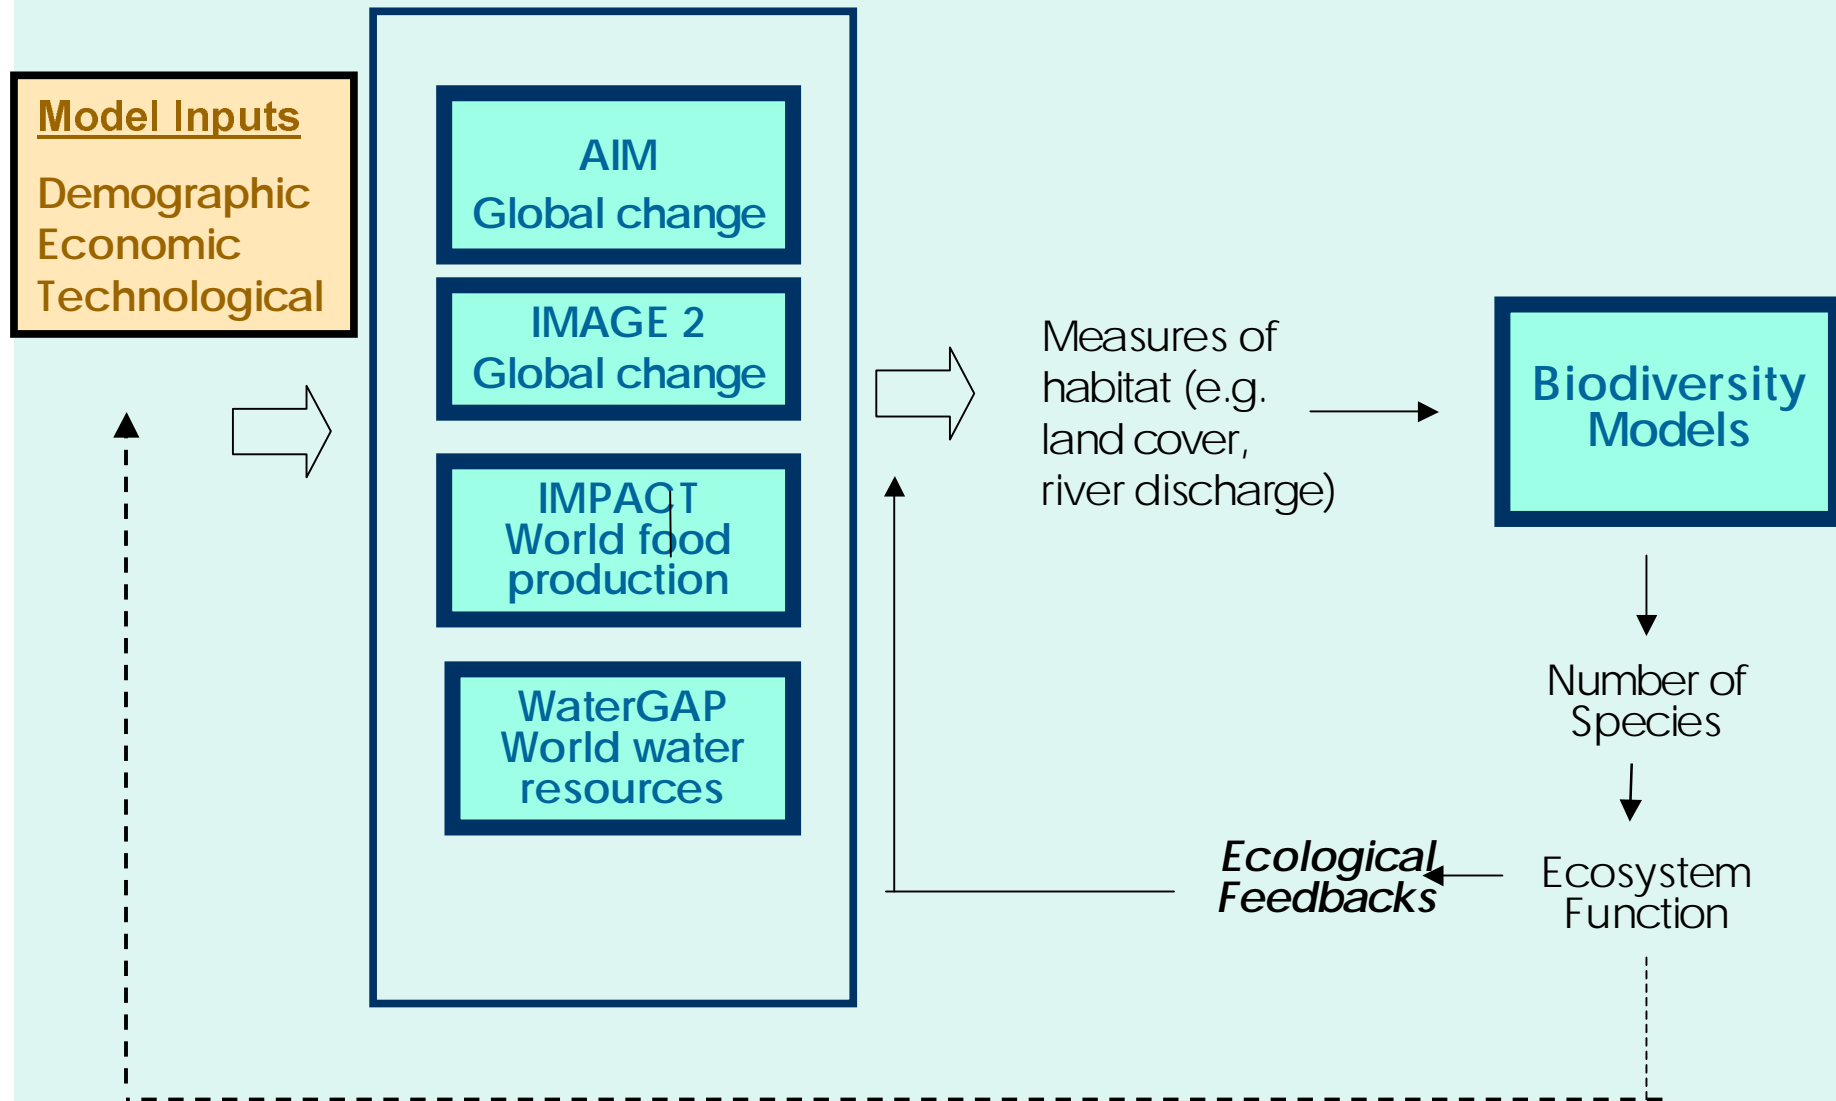 Model Inputs
Demographic
Economic
Technological
AIM
Global change
IMAGE 2
Global change
IMPACT
World food
production
WaterGAP
World water
resources
Measures of
habitat (e.g.
land cover,
river discharge)
Biodiversity
Models
Number of
Species
Ecosystem
Function
Ecological
Feedbacks